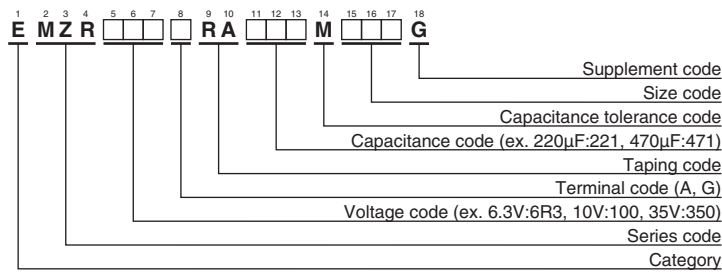 1 2 3 4 5 6 7 8 9 10 11 12 13 14 15 16 17 18
E M Z R R A M G
Supplement code
Size code
Capacitance tolerance code
Capacitance code (ex. 220µF:221, 470µF:471)
Taping code
Terminal code (A, G)
Voltage code (ex. 6.3V:6R3, 10V:100, 35V:350)
Series code
Category